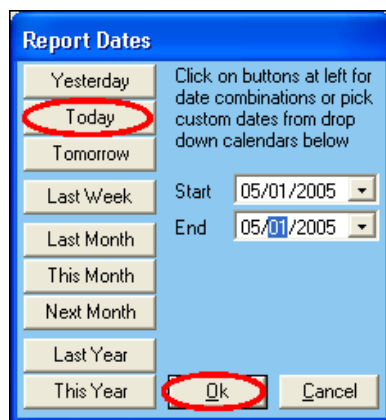 Report Dates
Yesterday
Today
Tomorrow
Last Week
Last Month
This Month
Next Month
Last Year
This Year
Click on buttons at left for
date combinations or pick
custom dates from drop
down calendars below
Start 05/01/2005
End 05/01/2005
Ok Cancel